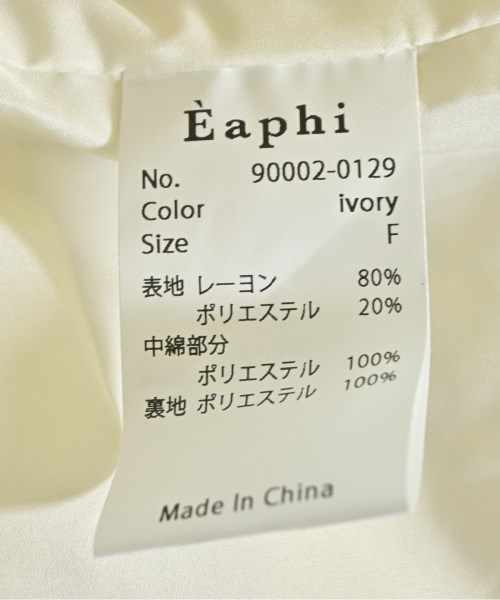 Èaphi
No. 90002-0129
Color ivory
Size F
表地 レーヨン 80%
ポリエステル 20%
中綿部分
ポリエステル 100%
裏地 ポリエステル 100%
Made In China